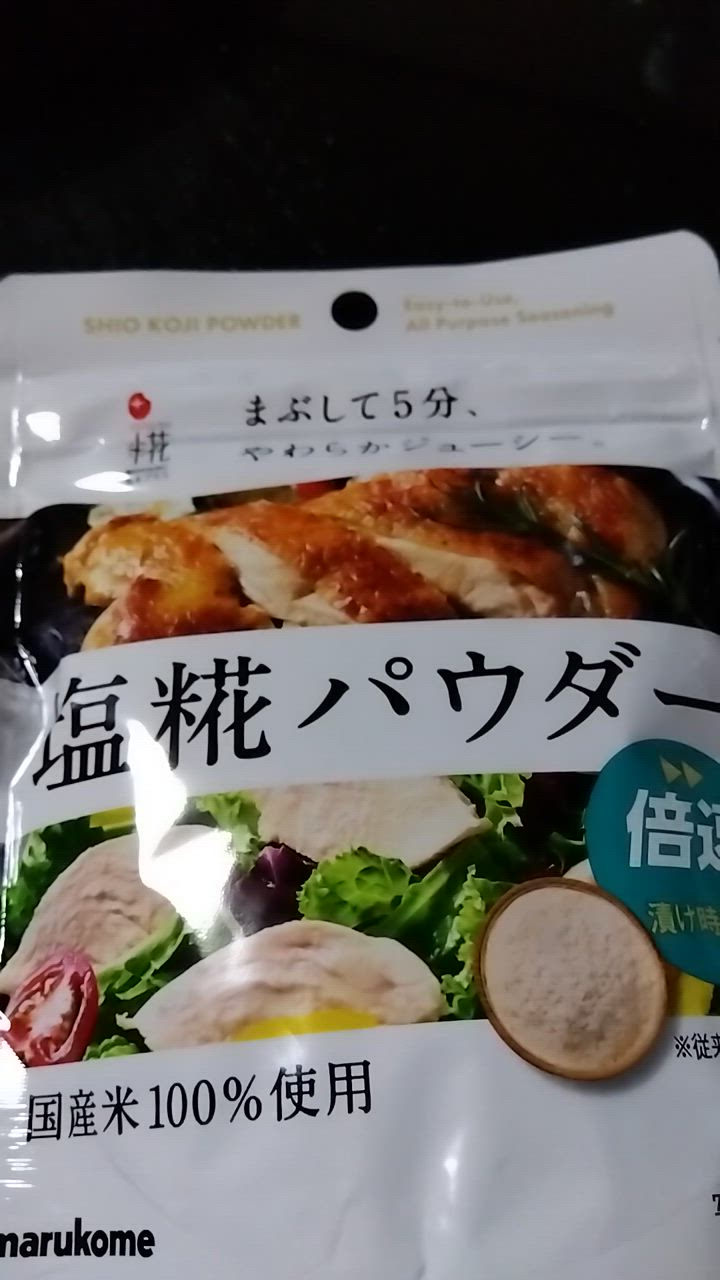 SHIO KOJI POWDER
Easy-to-Use,
All Purpose Seasoning
糀
まぶして5分、
やわらかジューシー。
塩糀パウダー
倍速
漬け時
※従来
国産米100%使用
marukome